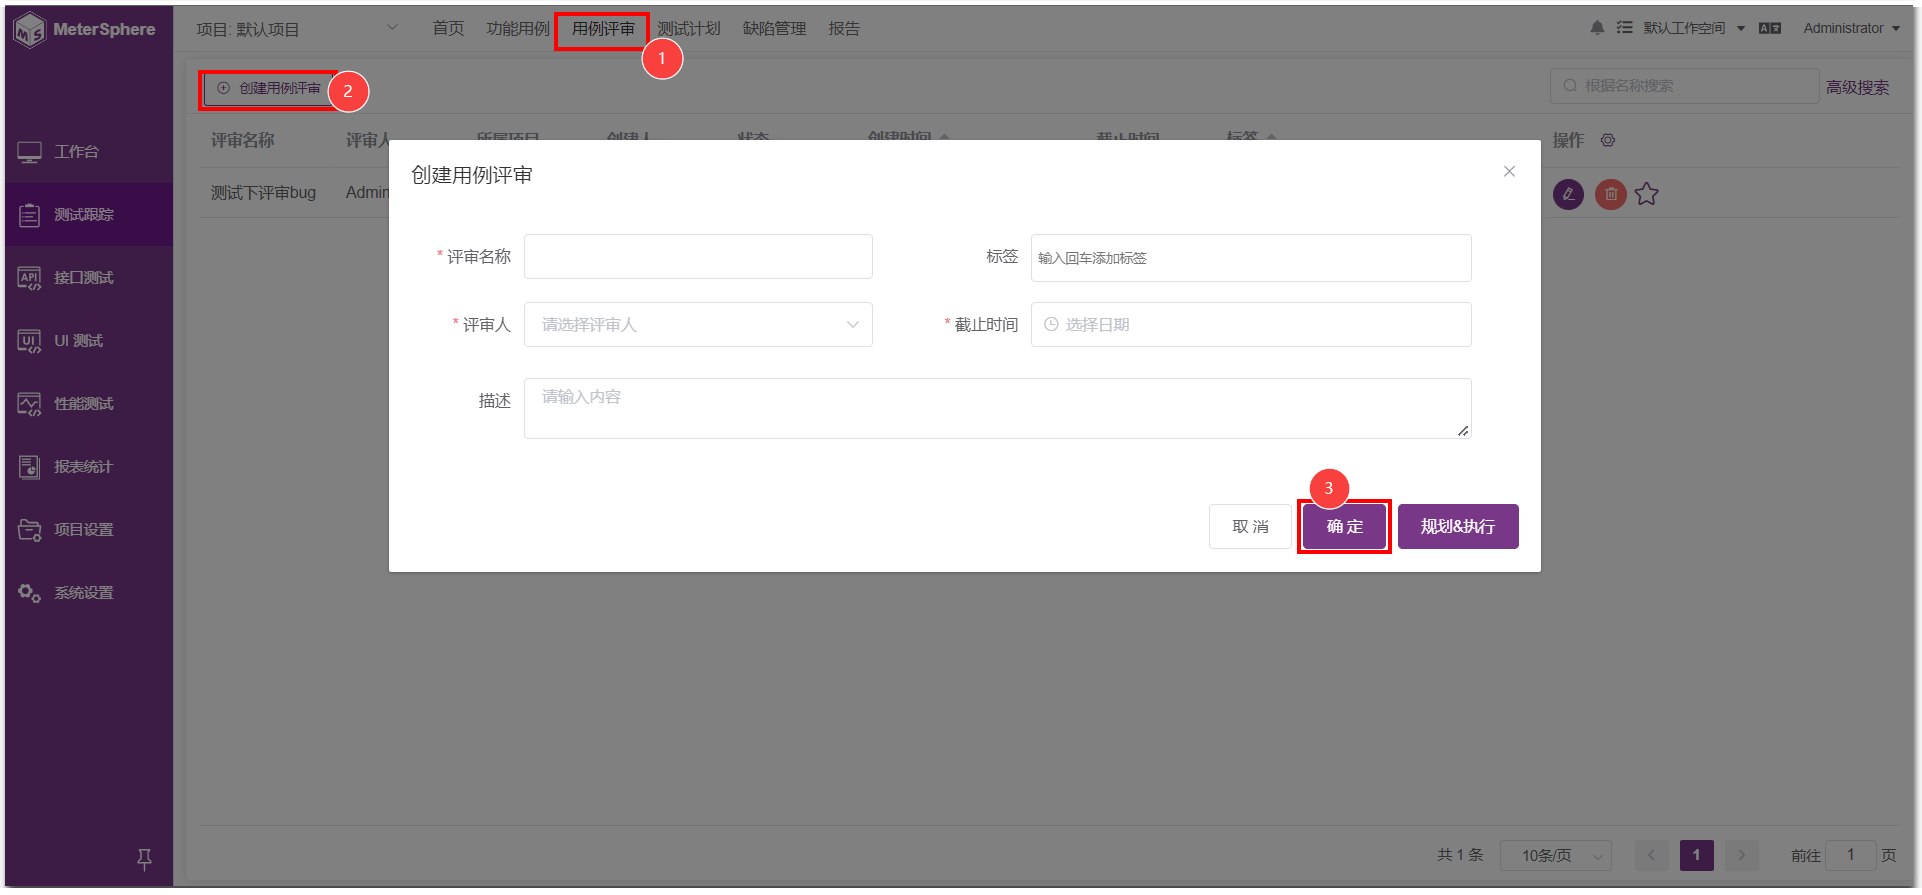 MeterSphere
项目: 默认项目
首页 功能用例 用例评审 测试计划 缺陷管理 报告
默认工作空间
Administrator
1
创建用例评审
2
根据名称搜索
高级搜索
评审名称 评审人 所属项目 创建人 状态 创建时间 截止时间 标签 操作
测试下评审bug Admin
工作台
测试跟踪
接口测试
UI 测试
性能测试
报表统计
项目设置
系统设置
创建用例评审
* 评审名称
标签 输入回车添加标签
* 评审人 请选择评审人
* 截止时间 选择日期
描述 请输入内容
3
取 消 确 定 规划&执行
共 1 条 10条/页 1 前往 1 页